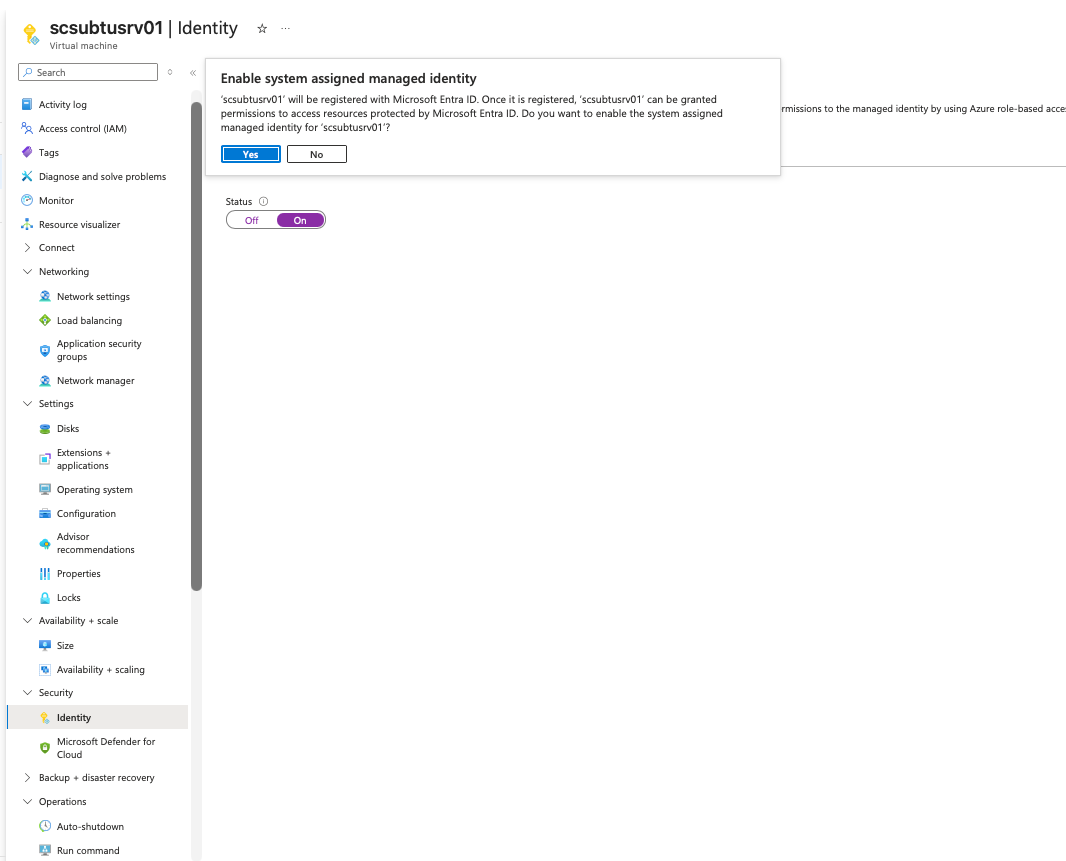 scsubtusrv01 | Identity
Virtual machine
Search
Activity log
Access control (IAM)
Tags
Diagnose and solve problems
Monitor
Resource visualizer
Connect
Networking
Network settings
Load balancing
Application security
groups
Network manager
Settings
Disks
Extensions +
applications
Operating system
Configuration
Advisor
recommendations
Properties
Locks
Availability + scale
Size
Availability + scaling
Security
Identity
Microsoft Defender for
Cloud
Backup + disaster recovery
Operations
Auto-shutdown
Run command
Enable system assigned managed identity
'scsubtusrv01' will be registered with Microsoft Entra ID. Once it is registered, 'scsubtusrv01' can be granted
permissions to access resources protected by Microsoft Entra ID. Do you want to enable the system assigned
managed identity for 'scsubtusrv01'?
Yes No
to the managed identity by using Azure role-based
Status
Off On